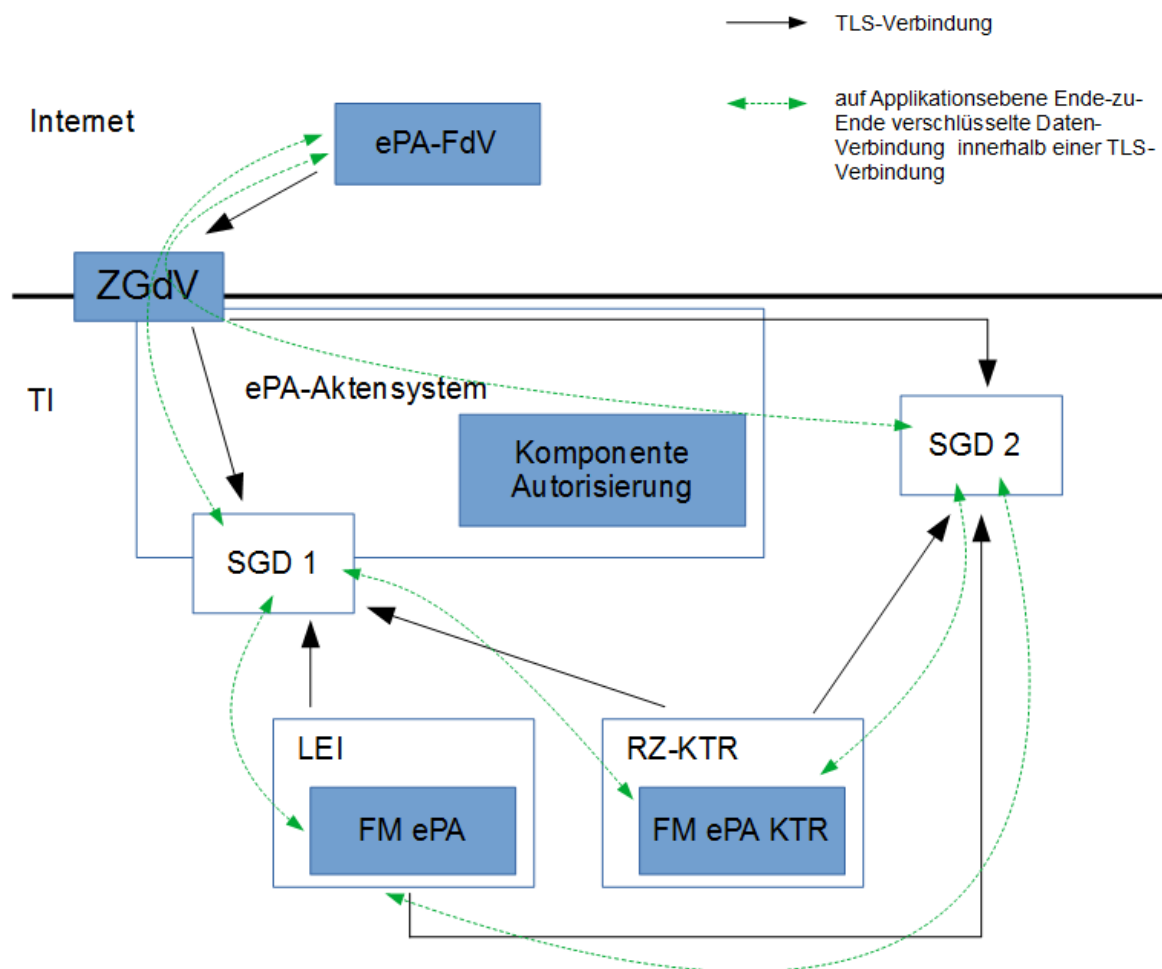 TLS-Verbindung
auf Applikationsebene Ende-zu-
Ende verschlüsselte Daten-
Verbindung innerhalb einer TLS-
Verbindung
Internet
ePA-FdV
ZGdV
TI
ePA-Aktensystem
Komponente
Autorisierung
SGD 2
SGD 1
LEI
FM ePA
RZ-KTR
FM ePA KTR